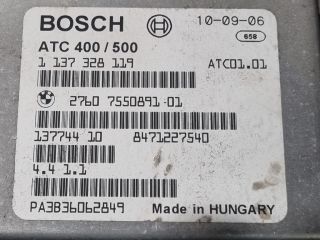 BOSCH 10-09-06
658
ATC 400 / 500
1 137 328 119 ATC01.01
2760 7550891-01
137744 10 8471227540
4.4 1.1
PA3B36062849 Made in HUNGARY